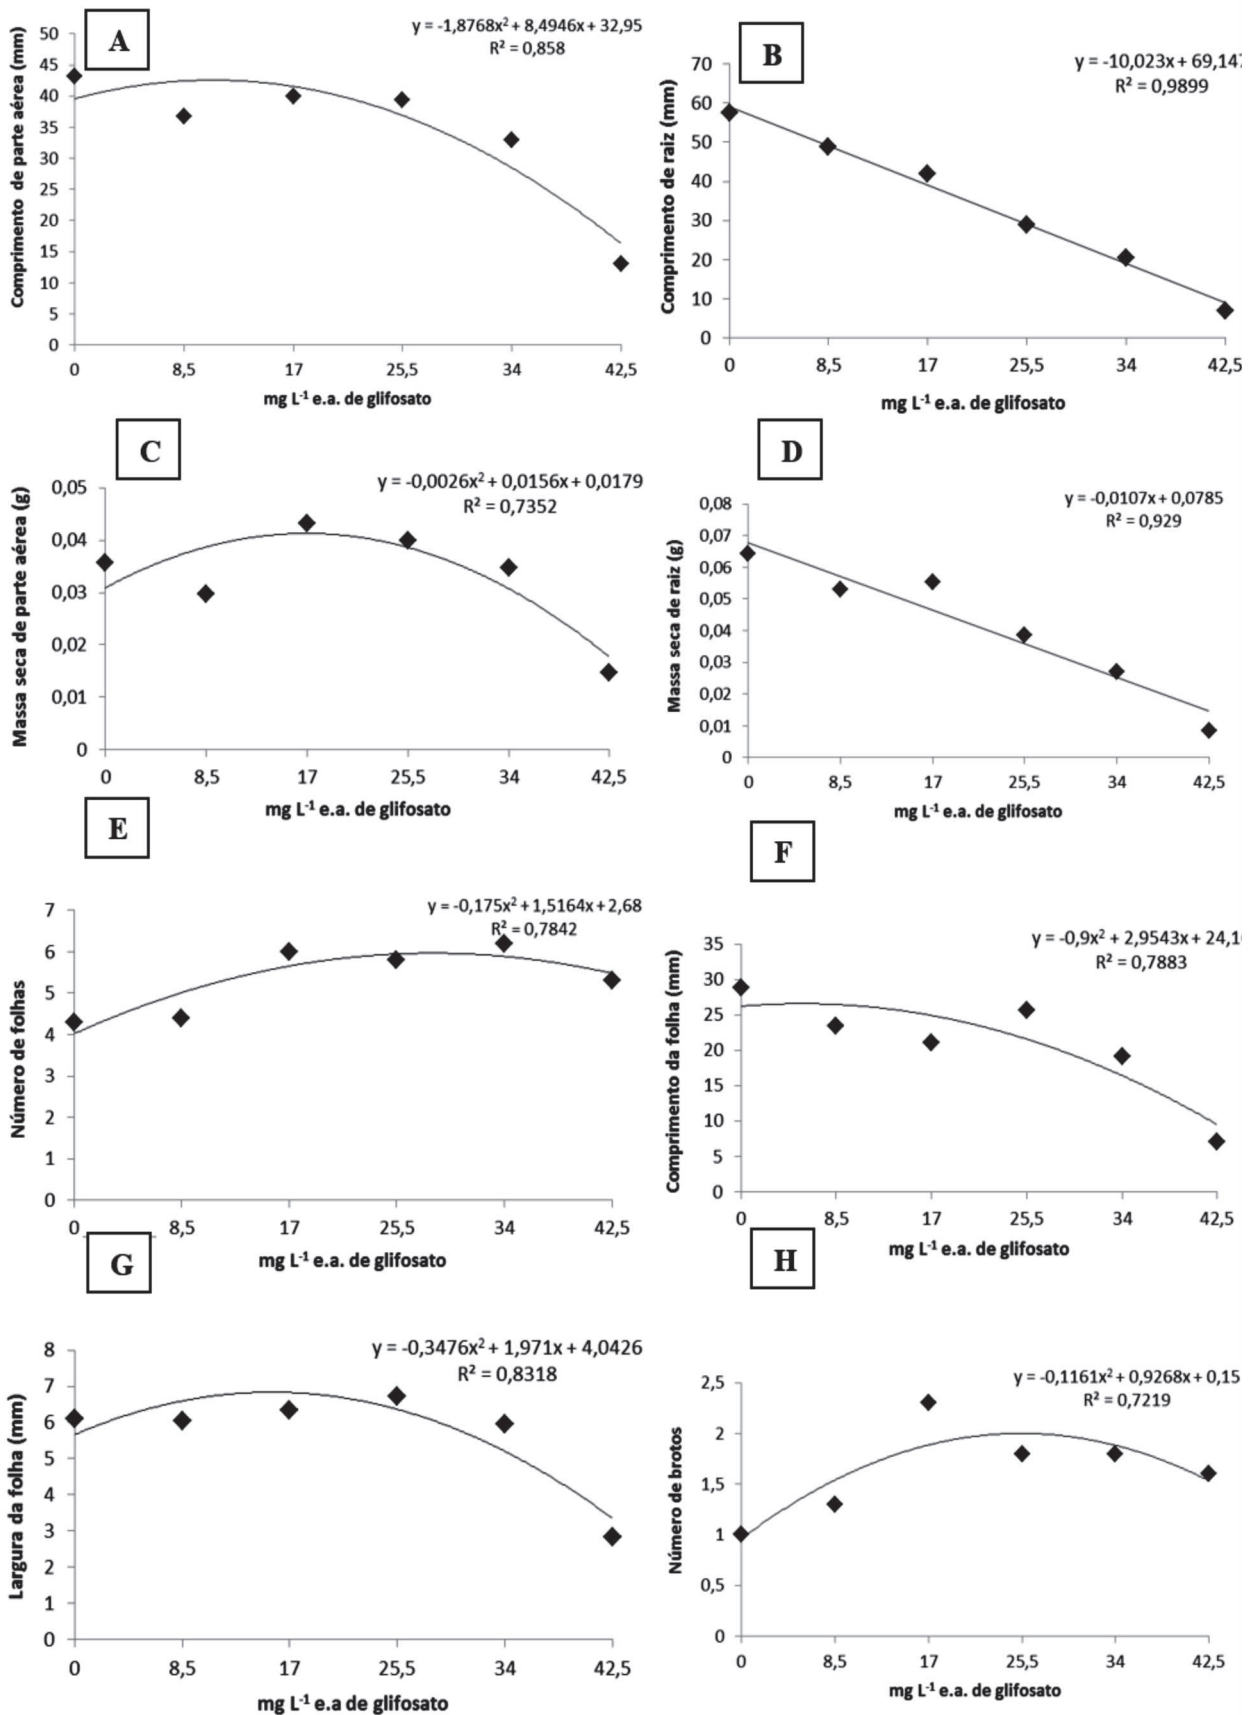 A
y = -1,8768x² + 8,4946x + 32,95
R² = 0,858
Comprimento de parte aérea (mm)
50
45
40
35
30
25
20
15
10
5
0
0 8,5 17 25,5 34 42,5
mg L⁻¹ e.a. de glifosato
B
y = -10,023x + 69,147
R² = 0,9899
Comprimento de raiz (mm)
70
60
50
40
30
20
10
0
0 8,5 17 25,5 34 42,5
mg L⁻¹ e.a. de glifosato
C
y = -0,0026x² + 0,0156x + 0,0179
R² = 0,7352
Massa seca de parte aérea (g)
0,05
0,04
0,03
0,02
0,01
0
0 8,5 17 25,5 34 42,5
mg L⁻¹ e.a. de glifosato
D
y = -0,0107x + 0,0785
R² = 0,929
Massa seca de raiz (g)
0,08
0,07
0,06
0,05
0,04
0,03
0,02
0,01
0
0 8,5 17 25,5 34 42,5
mg L⁻¹ e.a. de glifosato
E
y = -0,175x² + 1,5164x + 2,68
R² = 0,7842
Número de folhas
7
6
5
4
3
2
1
0
0 8,5 17 25,5 34 42,5
mg L⁻¹ e.a. de glifosato
F
y = -0,9x² + 2,9543x + 24,1
R² = 0,7883
Comprimento da folha (mm)
35
30
25
20
15
10
5
0
0 8,5 17 25,5 34 42,5
mg L⁻¹ e.a. de glifosato
G
y = -0,3476x² + 1,971x + 4,0426
R² = 0,8318
Largura da folha (mm)
8
7
6
5
4
3
2
1
0
0 8,5 17 25,5 34 42,5
mg L⁻¹ e.a de glifosato
H
y = -0,1161x² + 0,9268x + 0,15
R² = 0,7219
Número de brotos
2,5
2
1,5
1
0,5
0
0 8,5 17 25,5 34 42,5
mg L⁻¹ e.a. de glifosato